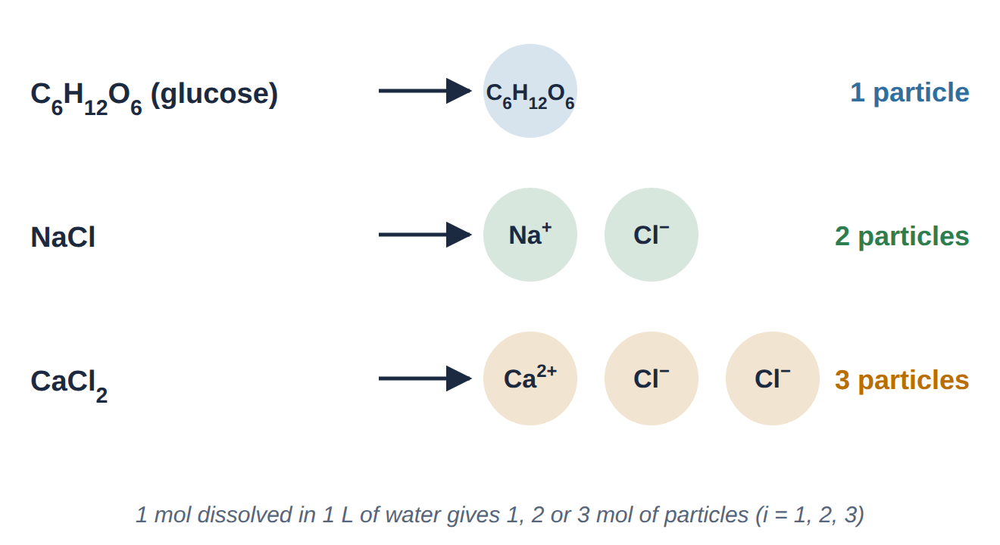 C₆H₁₂O₆ (glucose) C₆H₁₂O₆ 1 particle
NaCl Na⁺ Cl⁻ 2 particles
CaCl₂ Ca²⁺ Cl⁻ Cl⁻ 3 particles
1 mol dissolved in 1 L of water gives 1, 2 or 3 mol of particles (i = 1, 2, 3)